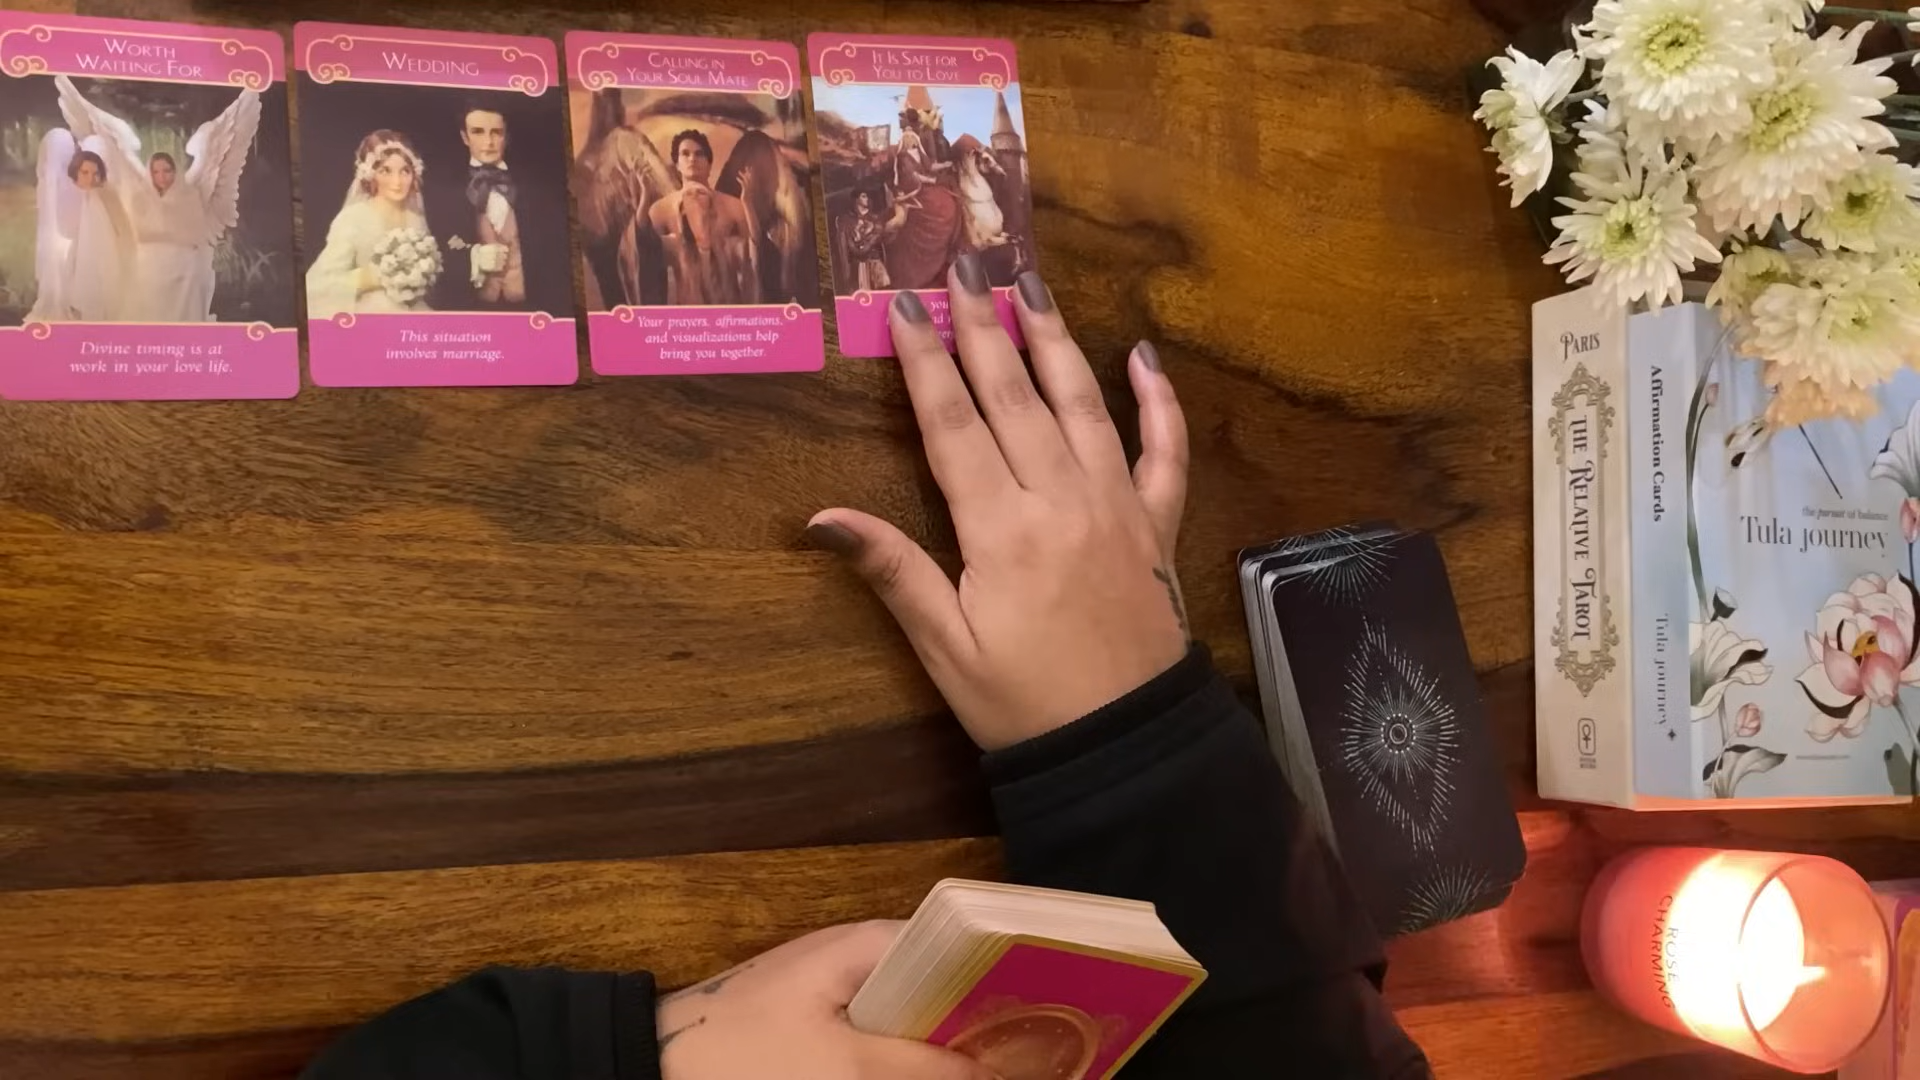 WORTH
WAITING FOR
Divine timing is at
work in your love life.
WEDDING
This situation
involves marriage.
CALLING IN
YOUR SOUL MATE
Your prayers, affirmations,
and visualizations help
bring you together.
IT IS SAFE FOR
YOU TO LOVE
you
PARIS
THE RELATIVE TAROT
Affirmation Cards
Tula journey
the pursuit of balance
Tula journey
ROSE
CHARMING